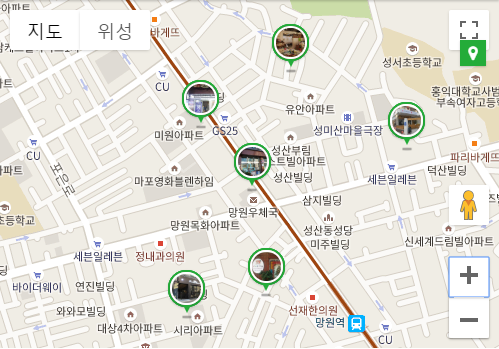 지도
위성
바게뜨
성서초등학교
홍익대학교사범
부속여자고등
CU
유안아파트
GS25
성미산마을극장
미원아파트
CU
성산부림
스트빌아파트
파리바게뜨
성산빌딩
덕산빌딩
세븐일레븐
마포영화블렌하임
포은로
삼지빌딩
망원우체국
초등학교
망원목화아파트
성산동성당
미주빌딩
신세계드림빌아파트
세븐일레븐
정내과의원
바이더웨이
연진빌딩
와와모빌딩
선재한의원
대상4차아파트
시리아파트
망원역
CU